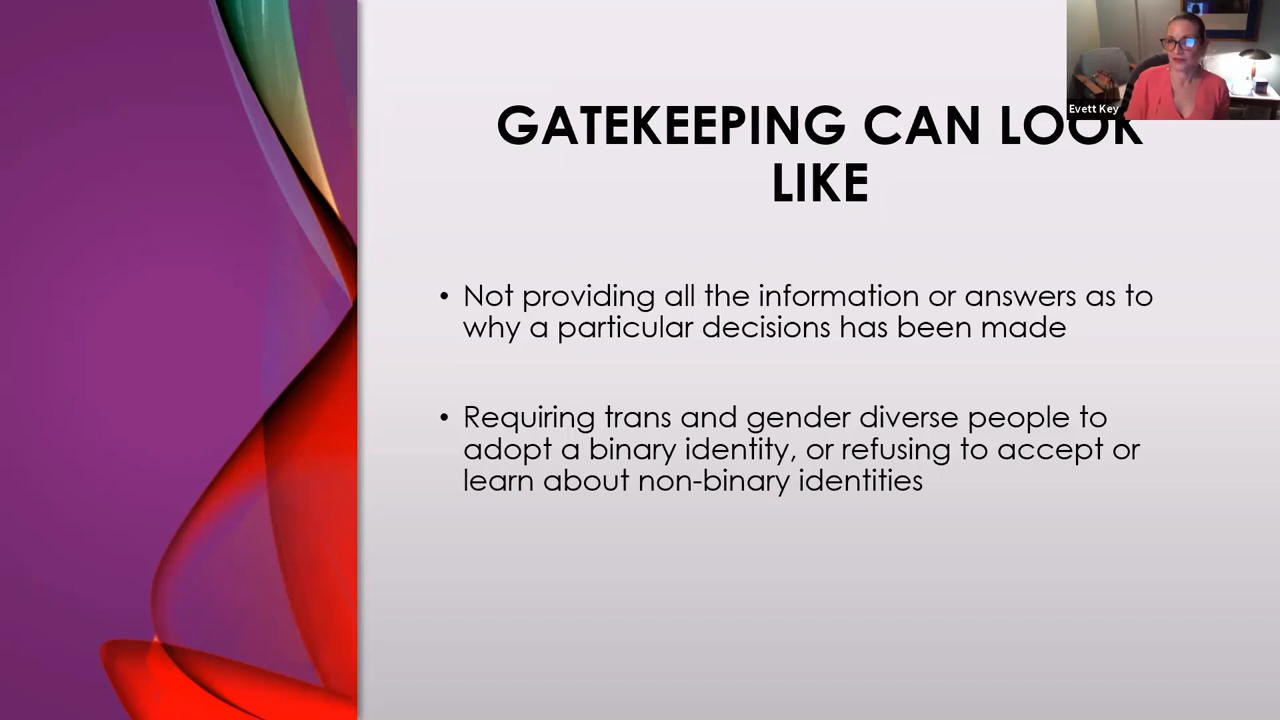 Evett Key
GATEKEEPING CAN LOOK
LIKE
• Not providing all the information or answers as to
why a particular decisions has been made
• Requiring trans and gender diverse people to
adopt a binary identity, or refusing to accept or
learn about non-binary identities